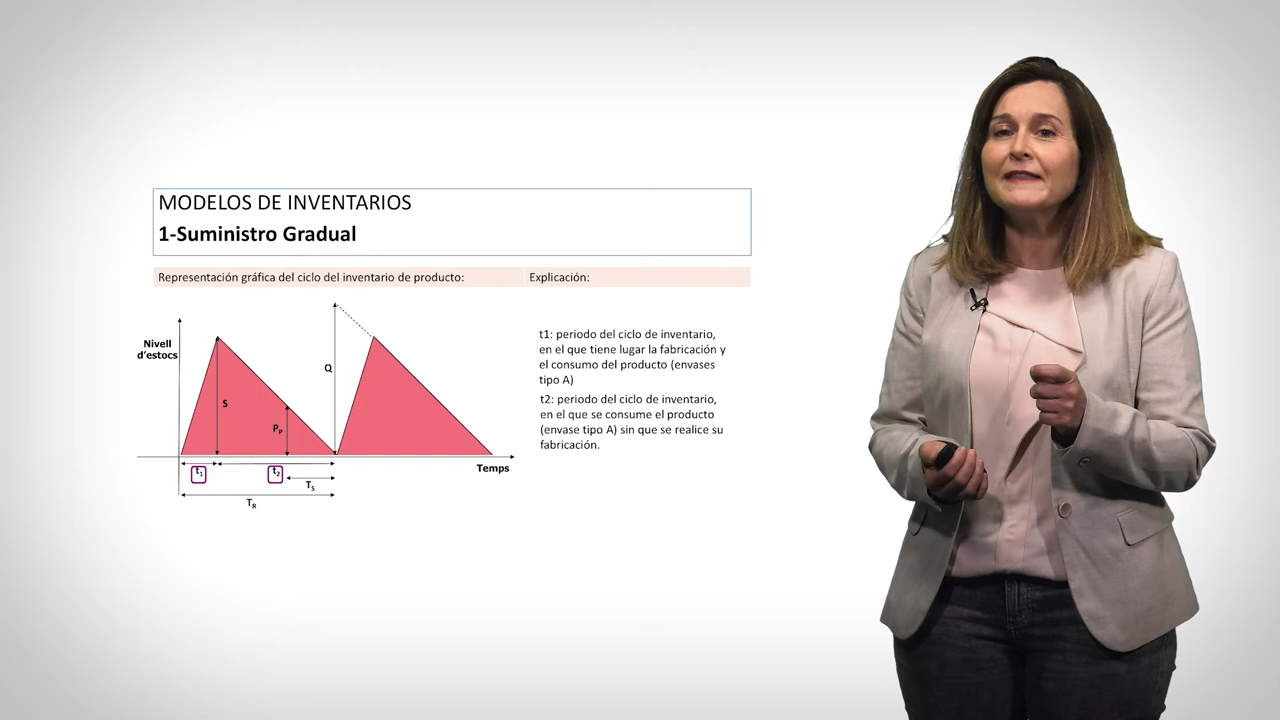 MODELOS DE INVENTARIOS
1-Suministro Gradual
Representación gráfica del ciclo del inventario de producto:
Explicación:
Nivell
d'estocs
S
Pp
Q
t1
t2
TS
TR
Temps
t1: periodo del ciclo de inventario,
en el que tiene lugar la fabricación y
el consumo del producto (envases
tipo A)
t2: periodo del ciclo de inventario,
en el que se consume el producto
(envase tipo A) sin que se realice su
fabricación.